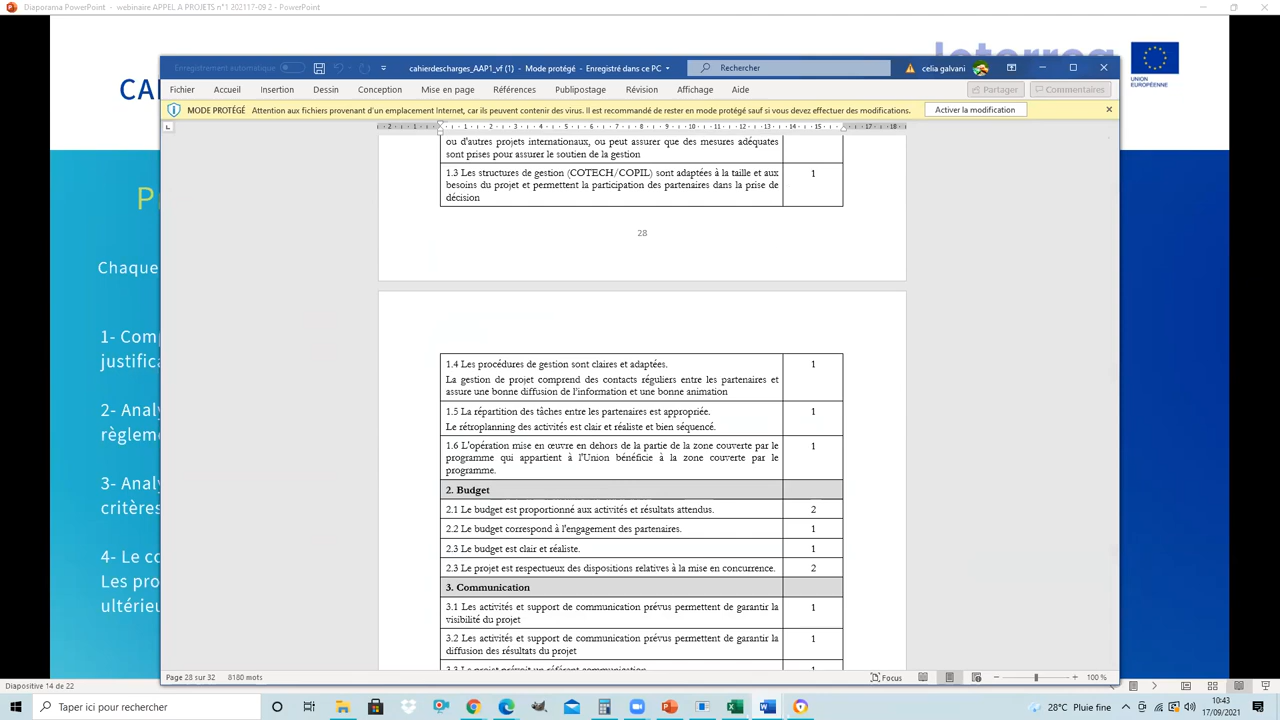 Diaporama PowerPoint - webinaire APPEL A PROJETS n°1 202117-09 2 - PowerPoint
Interreg
UNION EUROPÉENNE
Enregistrement automatique
cahierdescharges_AAP1_vf (1) - Mode protégé - Enregistré dans ce PC
Rechercher
celia galvani
Fichier Accueil Insertion Dessin Conception Mise en page Références Publipostage Révision Affichage Aide
Partager Commentaires
MODE PROTÉGÉ Attention aux fichiers provenant d'un emplacement Internet, car ils peuvent contenir des virus. Il est recommandé de rester en mode protégé sauf si vous devez effectuer des modifications. Activer la modification
ou d'autres projets internationaux, ou peut assurer que des mesures adéquates
sont prises pour assurer le soutien de la gestion
1.3 Les structures de gestion (COTECH/COPIL) sont adaptées à la taille et aux 1
besoins du projet et permettent la participation des partenaires dans la prise de
décision
28
Chaque
1- Com
justifica
2- Analy
règleme
3- Analy
critères
4- Le co
Les pro
ultérieu
1.4 Les procédures de gestion sont claires et adaptées. 1
La gestion de projet comprend des contacts réguliers entre les partenaires et
assure une bonne diffusion de l'information et une bonne animation
1.5 La répartition des tâches entre les partenaires est appropriée. 1
Le rétroplanning des activités est clair et réaliste et bien séquencé.
1.6 L'opération mise en œuvre en dehors de la partie de la zone couverte par le 1
programme qui appartient à l'Union bénéficie à la zone couverte par le
programme.
2. Budget
2.1 Le budget est proportionné aux activités et résultats attendus. 2
2.2 Le budget correspond à l'engagement des partenaires. 1
2.3 Le budget est clair et réaliste. 1
2.3 Le projet est respectueux des dispositions relatives à la mise en concurrence. 2
3. Communication
3.1 Les activités et support de communication prévus permettent de garantir la 1
visibilité du projet
3.2 Les activités et support de communication prévus permettent de garantir la 1
diffusion des résultats du projet
3.3 Le projet prévoit un référent communication 1
Page 28 sur 32 8180 mots
Focus
100 %
Diapositive 14 de 22
Taper ici pour rechercher
28°C Pluie fine
10:43
17/09/2021